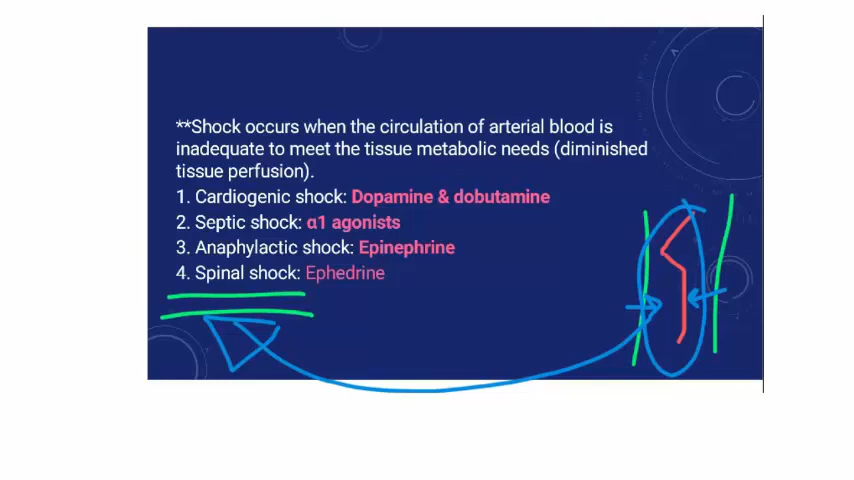 **Shock occurs when the circulation of arterial blood is
inadequate to meet the tissue metabolic needs (diminished
tissue perfusion).
1. Cardiogenic shock: Dopamine & dobutamine
2. Septic shock: α1 agonists
3. Anaphylactic shock: Epinephrine
4. Spinal shock: Ephedrine